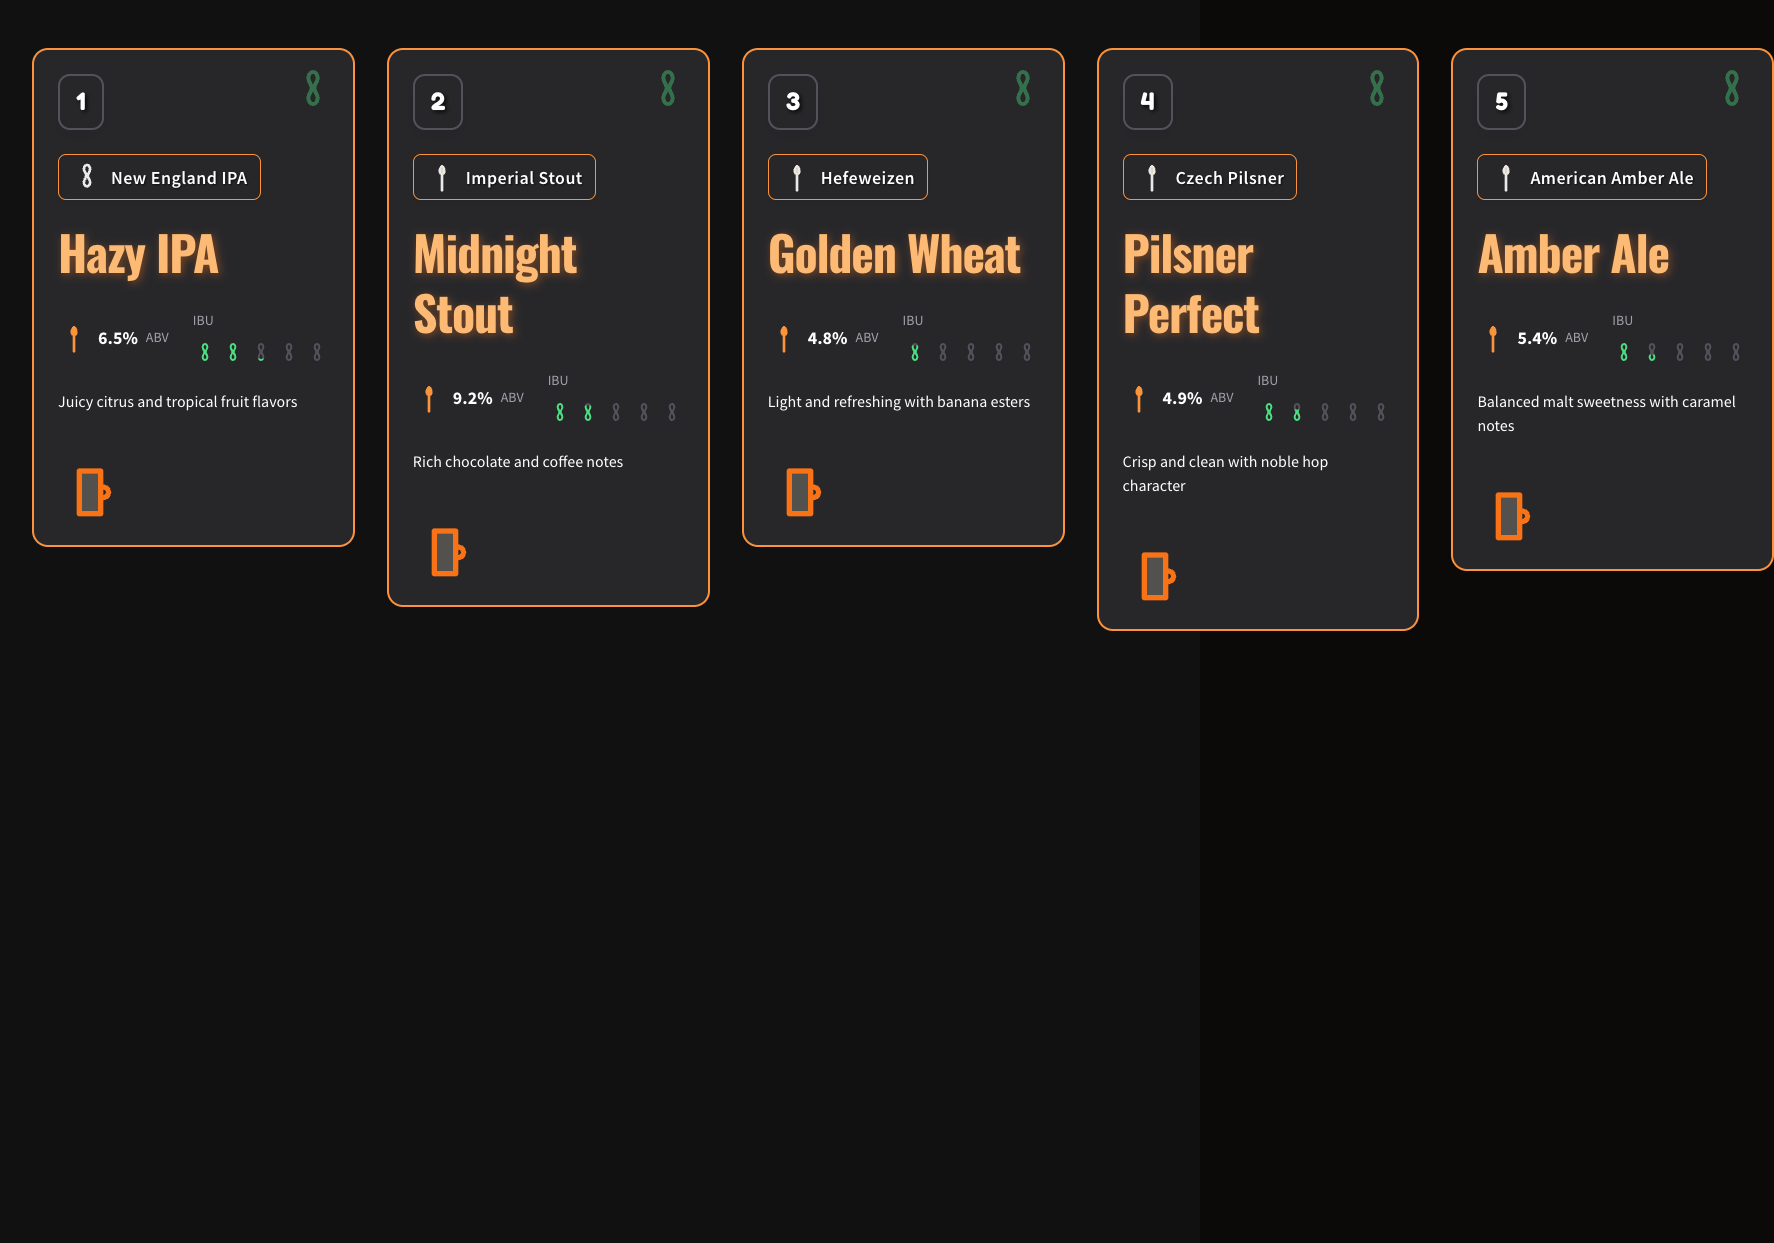 1
New England IPA
Hazy IPA
6.5% ABV
IBU
Juicy citrus and tropical fruit flavors
2
Imperial Stout
Midnight
Stout
9.2% ABV
IBU
Rich chocolate and coffee notes
3
Hefeweizen
Golden Wheat
4.8% ABV
IBU
Light and refreshing with banana esters
4
Czech Pilsner
Pilsner
Perfect
4.9% ABV
IBU
Crisp and clean with noble hop
character
5
American Amber Ale
Amber Ale
5.4% ABV
IBU
Balanced malt sweetness with caramel
notes